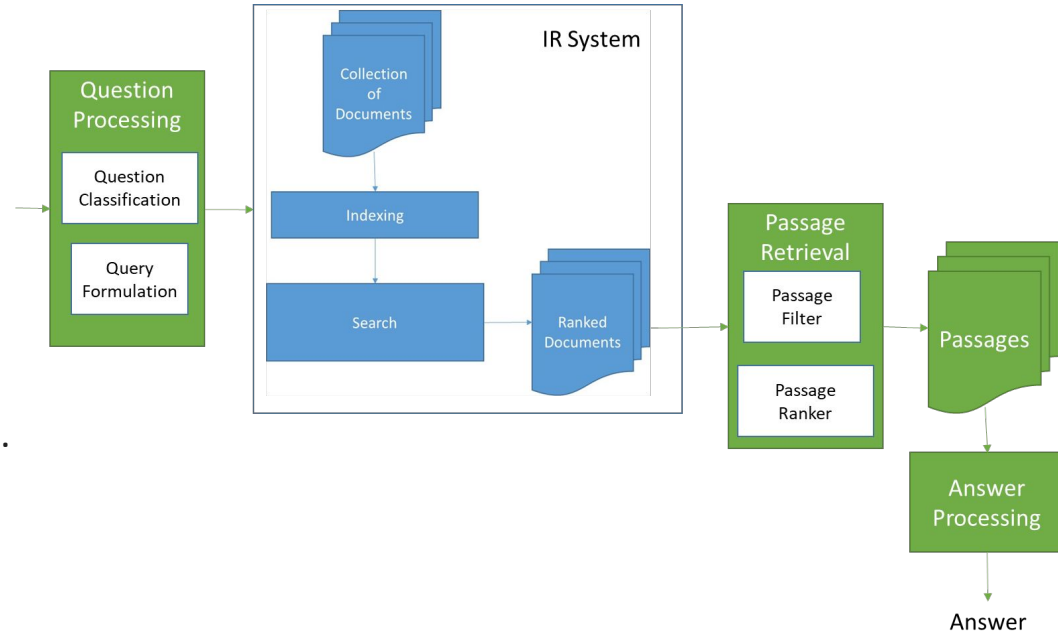 IR System
Question
Processing
Question
Classification
Query
Formulation
Collection
of
Documents
Indexing
Search
Ranked
Documents
Passage
Retrieval
Passage
Filter
Passage
Ranker
Passages
Answer
Processing
Answer